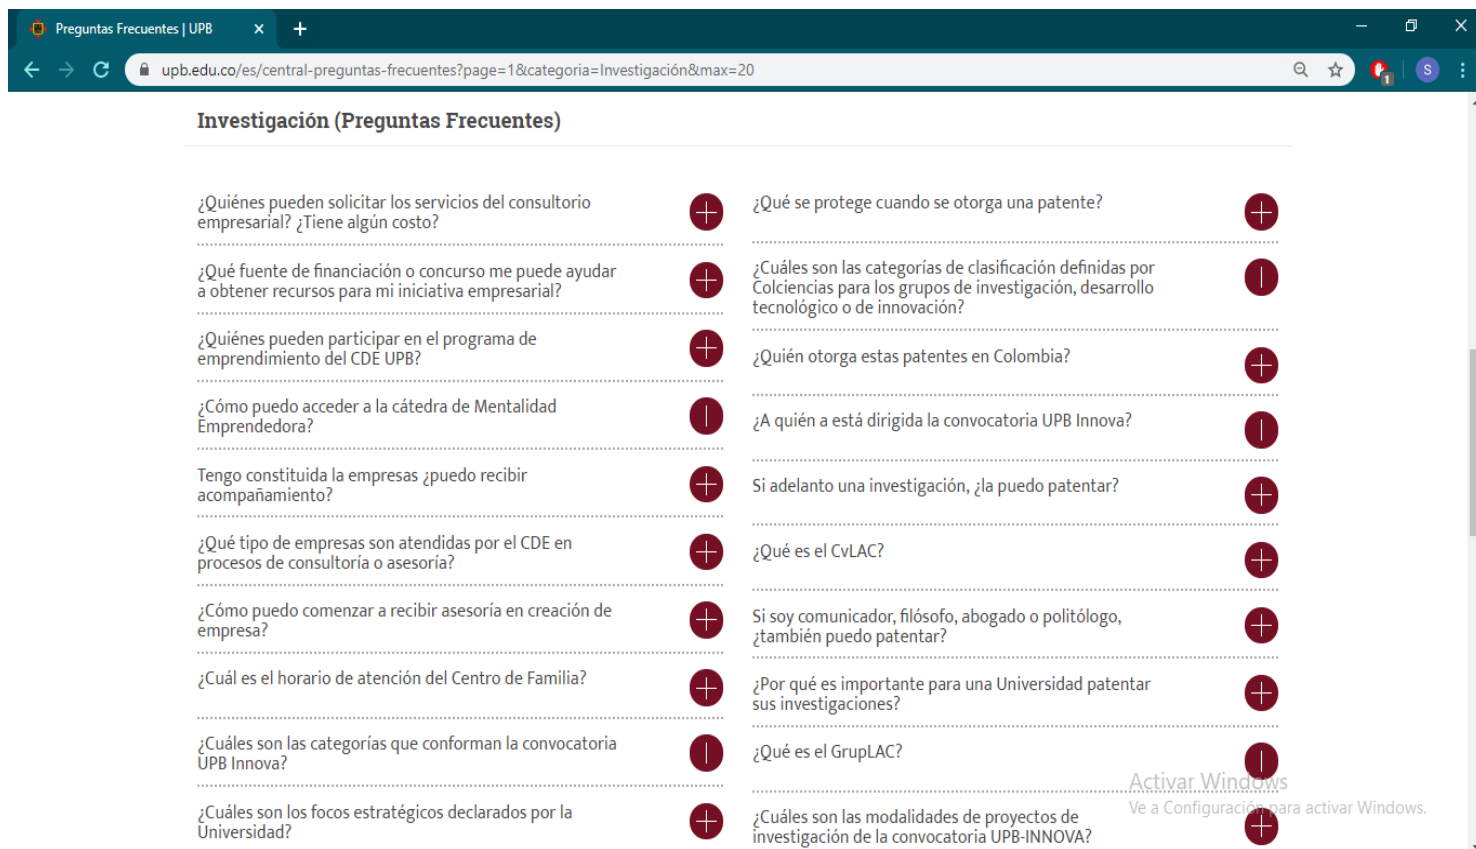 Preguntas Frecuentes | UPB
upb.edu.co/es/central-preguntas-frecuentes?page=1&categoria=Investigación&max=20
1
S
Investigación (Preguntas Frecuentes)
¿Quiénes pueden solicitar los servicios del consultorio
empresarial? ¿Tiene algún costo?
¿Qué fuente de financiación o concurso me puede ayudar
a obtener recursos para mi iniciativa empresarial?
¿Quiénes pueden participar en el programa de
emprendimiento del CDE UPB?
¿Cómo puedo acceder a la cátedra de Mentalidad
Emprendedora?
Tengo constituida la empresas ¿puedo recibir
acompañamiento?
¿Qué tipo de empresas son atendidas por el CDE en
procesos de consultoría o asesoría?
¿Cómo puedo comenzar a recibir asesoría en creación de
empresa?
¿Cuál es el horario de atención del Centro de Familia?
¿Cuáles son las categorías que conforman la convocatoria
UPB Innova?
¿Cuáles son los focos estratégicos declarados por la
Universidad?
¿Qué se protege cuando se otorga una patente?
¿Cuáles son las categorías de clasificación definidas por
Colciencias para los grupos de investigación, desarrollo
tecnológico o de innovación?
¿Quién otorga estas patentes en Colombia?
¿A quién a está dirigida la convocatoria UPB Innova?
Si adelanto una investigación, ¿la puedo patentar?
¿Qué es el CvLAC?
Si soy comunicador, filósofo, abogado o politólogo,
¿también puedo patentar?
¿Por qué es importante para una Universidad patentar
sus investigaciones?
¿Qué es el GrupLAC?
¿Cuáles son las modalidades de proyectos de
investigación de la convocatoria UPB-INNOVA?
Activar Windows
Ve a Configuración para activar Windows.